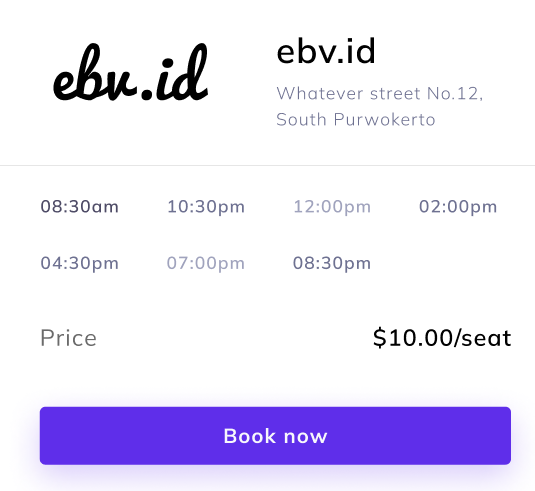 ebv.id
ebv.id
Whatever street No.12,
South Purwokerto
08:30am 10:30pm 12:00pm 02:00pm
04:30pm 07:00pm 08:30pm
Price $10.00/seat
Book now